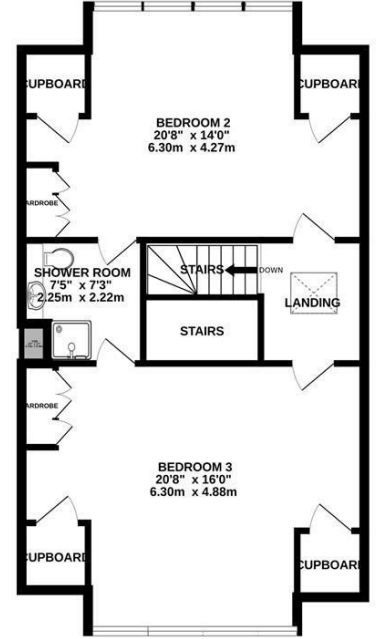 CUPBOARD
CUPBOARD
BEDROOM 2
20'8" x 14'0"
6.30m x 4.27m
ARDROBE
SHOWER ROOM
7'5" x 7'3"
2.25m x 2.22m
STAIRS
DOWN
LANDING
STAIRS
ARDROBE
BEDROOM 3
20'8" x 16'0"
6.30m x 4.88m
CUPBOARD
CUPBOARD